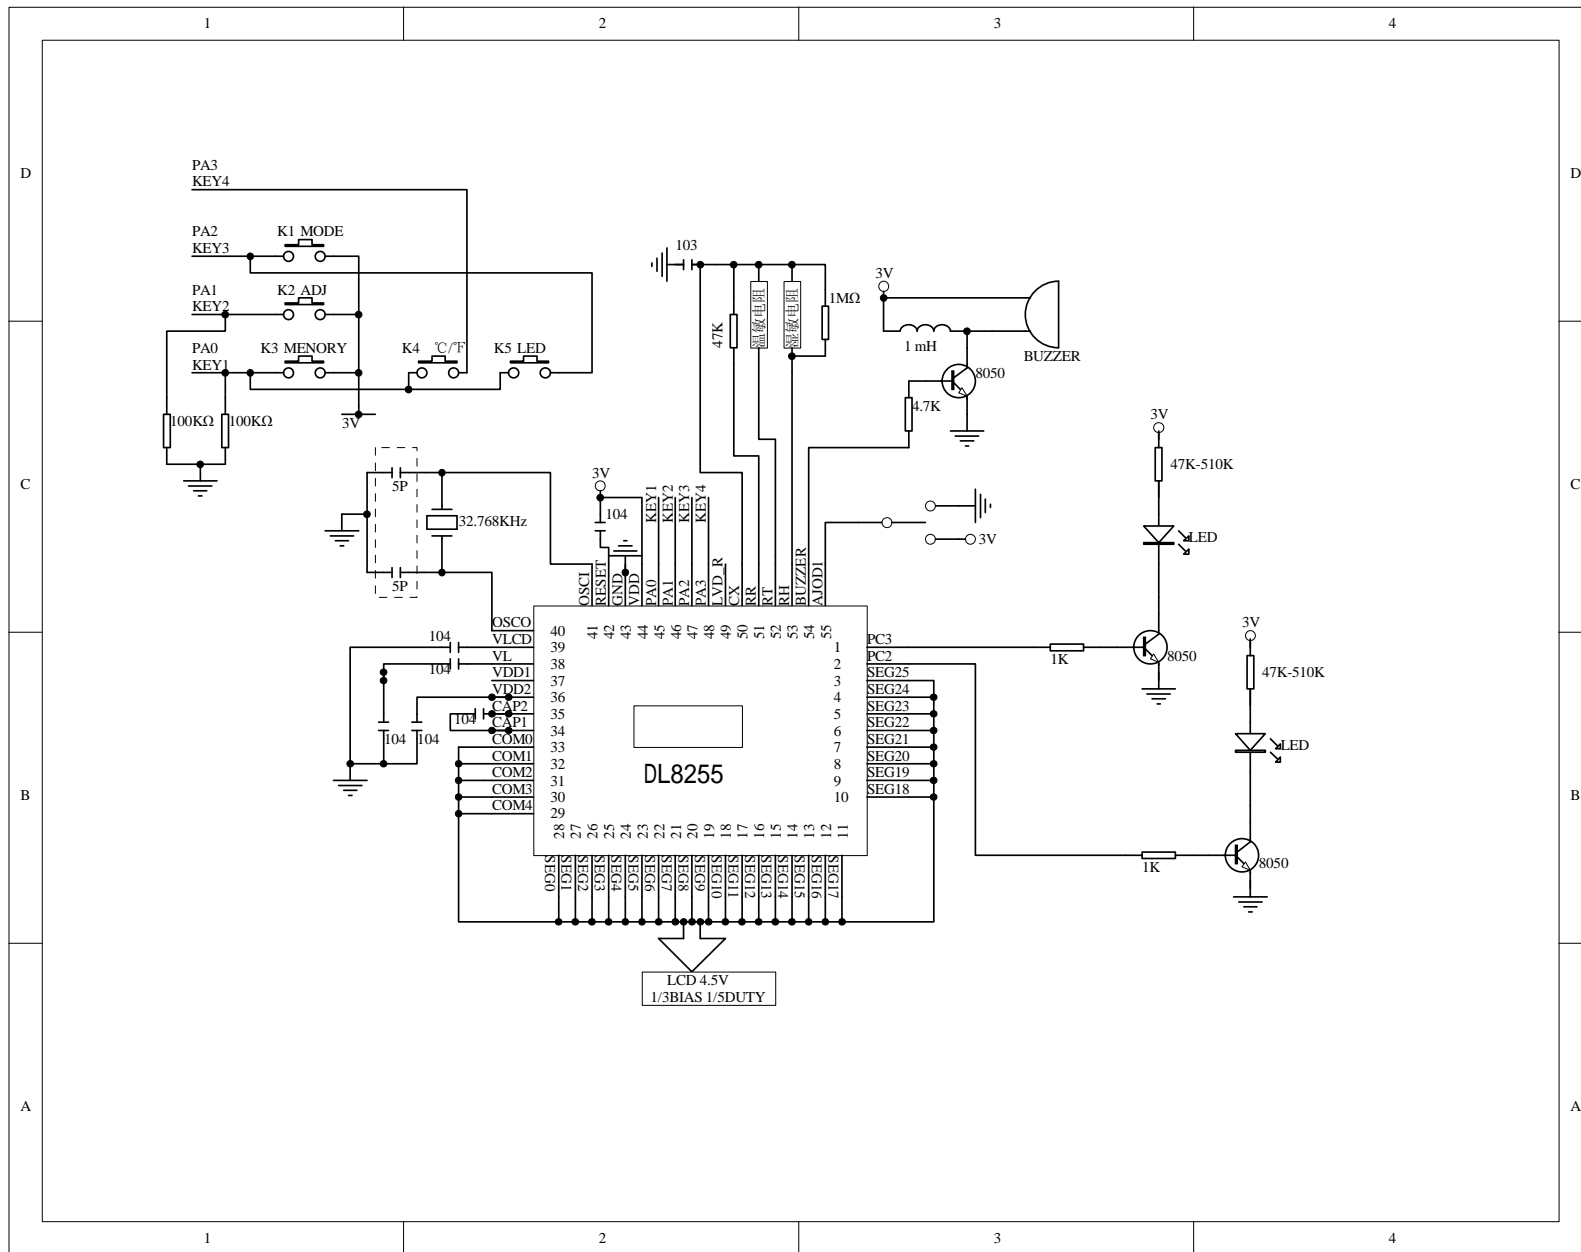 1
2
3
4
D
D
PA3
KEY4
PA2
KEY3
K1 MODE
PA1
KEY2
K2 ADJ
PA0
KEY1
K3 MENORY
K4
℃/℉
K5 LED
100KΩ
100KΩ
3V
103
47K
温敏电阻
湿敏电阻
1MΩ
3V
1 mH
BUZZER
8050
4.7K
C
C
5P
5P
32.768KHz
3V
104
KEY1
KEY2
KEY3
KEY4
3V
3V
47K-510K
LED
OSCI
RESET
GND
VDD
PA0
PA1
PA2
PA3
LVD_R
CX
RR
RT
RH
BUZZER
AJOD1
41
42
43
44
45
46
47
48
49
50
51
52
53
54
55
OSCO
40
VLCD
39
VL
38
VDD1
37
VDD2
36
CAP2
35
CAP1
34
COM0
33
COM1
32
COM2
31
COM3
30
COM4
29
104
104
104
104
104
1
PC3
2
PC2
3
SEG25
4
SEG24
5
SEG23
6
SEG22
7
SEG21
8
SEG20
9
SEG19
10
SEG18
1K
8050
3V
47K-510K
LED
1K
8050
DL8255
B
B
28
27
26
25
24
23
22
21
20
19
18
17
16
15
14
13
12
11
SEG0
SEG1
SEG2
SEG3
SEG4
SEG5
SEG6
SEG7
SEG8
SEG9
SEG10
SEG11
SEG12
SEG13
SEG14
SEG15
SEG16
SEG17
LCD 4.5V
1/3BIAS 1/5DUTY
A
A
1
2
3
4